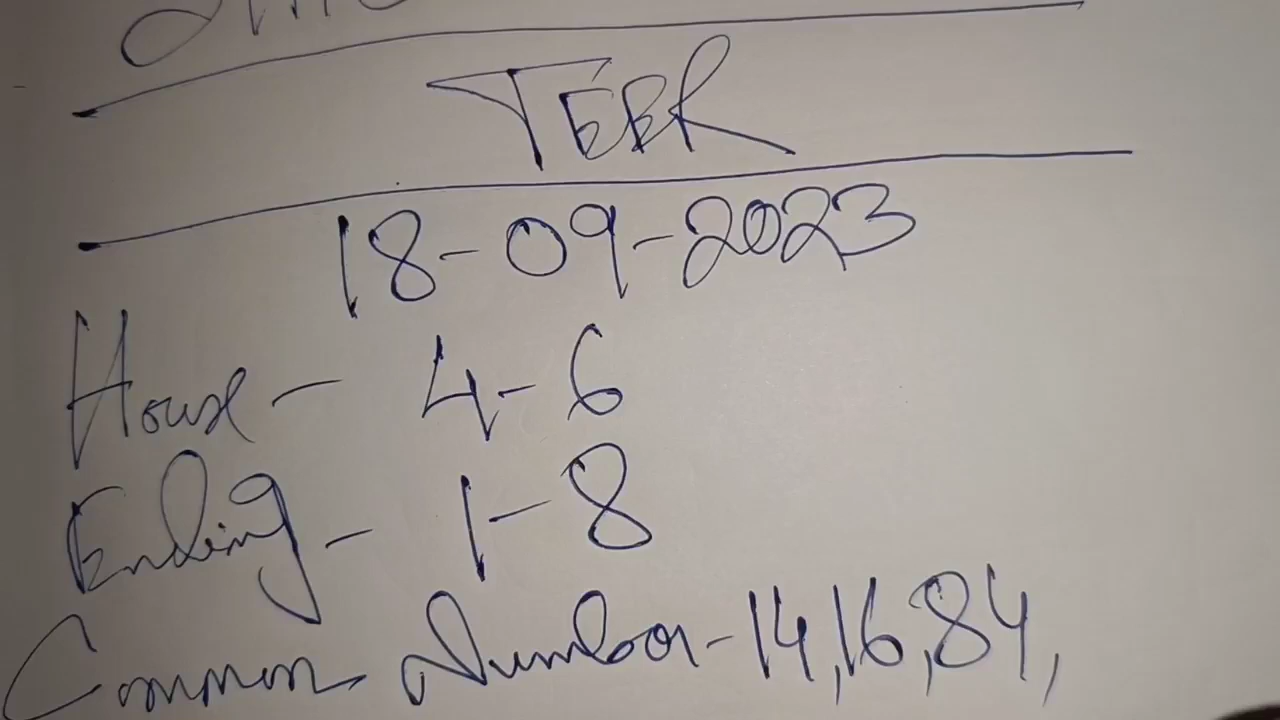 TEER
18-09-2023
House - 4-6
Ending - 1-8
Common Number - 14, 16, 84,